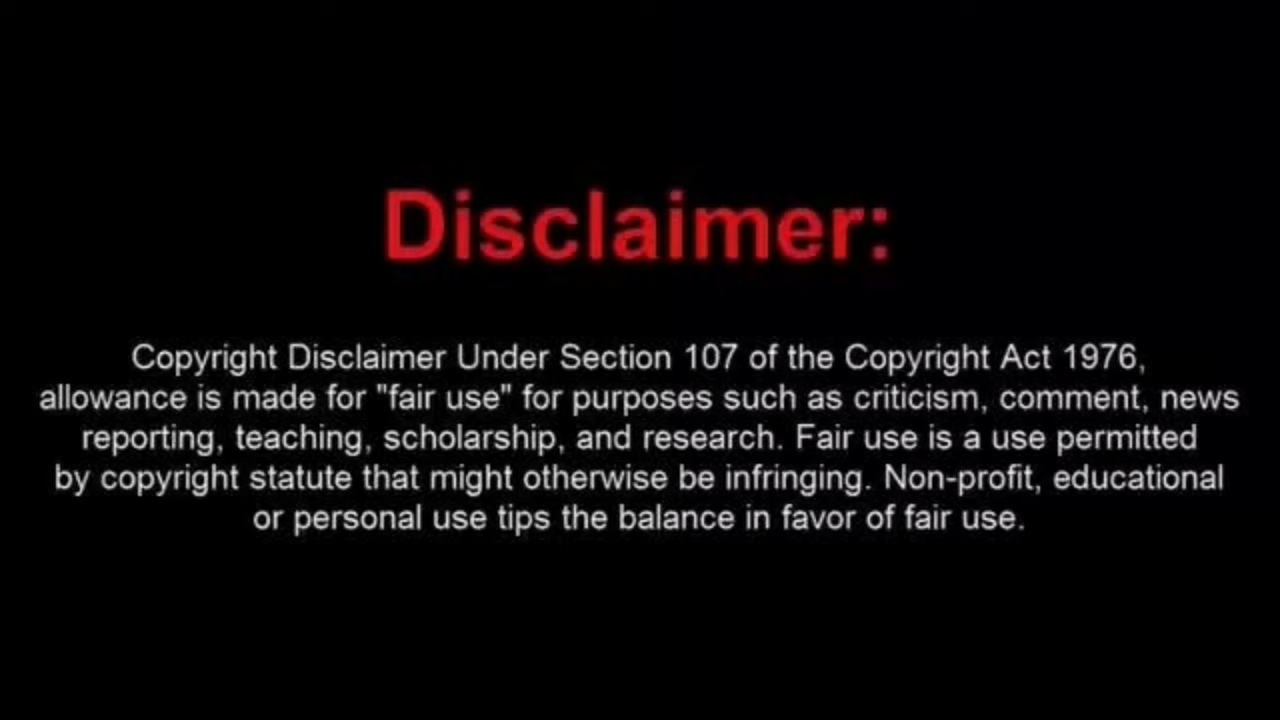 Disclaimer:
Copyright Disclaimer Under Section 107 of the Copyright Act 1976,
allowance is made for "fair use" for purposes such as criticism, comment, news
reporting, teaching, scholarship, and research. Fair use is a use permitted
by copyright statute that might otherwise be infringing. Non-profit, educational
or personal use tips the balance in favor of fair use.